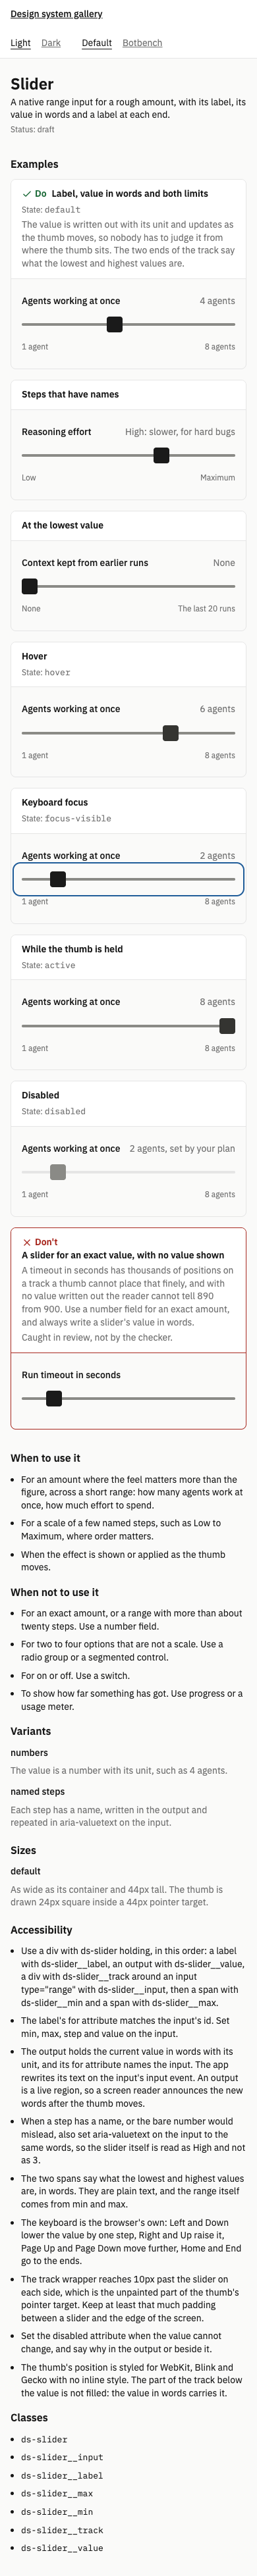 Design system gallery
Light Dark Default Botbench
Slider
A native range input for a rough amount, with its label, its
value in words and a label at each end.
Status: draft
Examples
Do Label, value in words and both limits
State: default
The value is written out with its unit and updates as
the thumb moves, so nobody has to judge it from
where the thumb sits. The two ends of the track say
what the lowest and highest values are.
Agents working at once 4 agents
1 agent 8 agents
Steps that have names
Reasoning effort High: slower, for hard bugs
Low Maximum
At the lowest value
Context kept from earlier runs None
None The last 20 runs
Hover
State: hover
Agents working at once 6 agents
1 agent 8 agents
Keyboard focus
State: focus-visible
Agents working at once 2 agents
1 agent 8 agents
While the thumb is held
State: active
Agents working at once 8 agents
1 agent 8 agents
Disabled
State: disabled
Agents working at once 2 agents, set by your plan
1 agent 8 agents
Don't
A slider for an exact value, with no value shown
A timeout in seconds has thousands of positions on
a track a thumb cannot place that finely, and with
no value written out the reader cannot tell 890
from 900. Use a number field for an exact amount,
and always write a slider's value in words.
Caught in review, not by the checker.
Run timeout in seconds
When to use it
For an amount where the feel matters more than the
figure, across a short range: how many agents work at
once, how much effort to spend.
For a scale of a few named steps, such as Low to
Maximum, where order matters.
When the effect is shown or applied as the thumb
moves.
When not to use it
For an exact amount, or a range with more than about
twenty steps. Use a number field.
For two to four options that are not a scale. Use a
radio group or a segmented control.
For on or off. Use a switch.
To show how far something has got. Use progress or a
usage meter.
Variants
numbers
The value is a number with its unit, such as 4 agents.
named steps
Each step has a name, written in the output and
repeated in aria-valuetext on the input.
Sizes
default
As wide as its container and 44px tall. The thumb is
drawn 24px square inside a 44px pointer target.
Accessibility
Use a div with ds-slider holding, in this order: a label
with ds-slider__label, an output with ds-slider__value,
a div with ds-slider__track around an input
type="range" with ds-slider__input, then a span with
ds-slider__min and a span with ds-slider__max.
The label's for attribute matches the input's id. Set
min, max, step and value on the input.
The output holds the current value in words with its
unit, and its for attribute names the input. The app
rewrites its text on the input's input event. An output
is a live region, so a screen reader announces the new
words after the thumb moves.
When a step has a name, or the bare number would
mislead, also set aria-valuetext on the input to the
same words, so the slider itself is read as High and not
as 3.
The two spans say what the lowest and highest values
are, in words. They are plain text, and the range itself
comes from min and max.
The keyboard is the browser's own: Left and Down
lower the value by one step, Right and Up raise it,
Page Up and Page Down move further, Home and End
go to the ends.
The track wrapper reaches 10px past the slider on
each side, which is the unpainted part of the thumb's
pointer target. Keep at least that much padding
between a slider and the edge of the screen.
Set the disabled attribute when the value cannot
change, and say why in the output or beside it.
The thumb's position is styled for WebKit, Blink and
Gecko with no inline style. The part of the track below
the value is not filled: the value in words carries it.
Classes
ds-slider
ds-slider__input
ds-slider__label
ds-slider__max
ds-slider__min
ds-slider__track
ds-slider__value